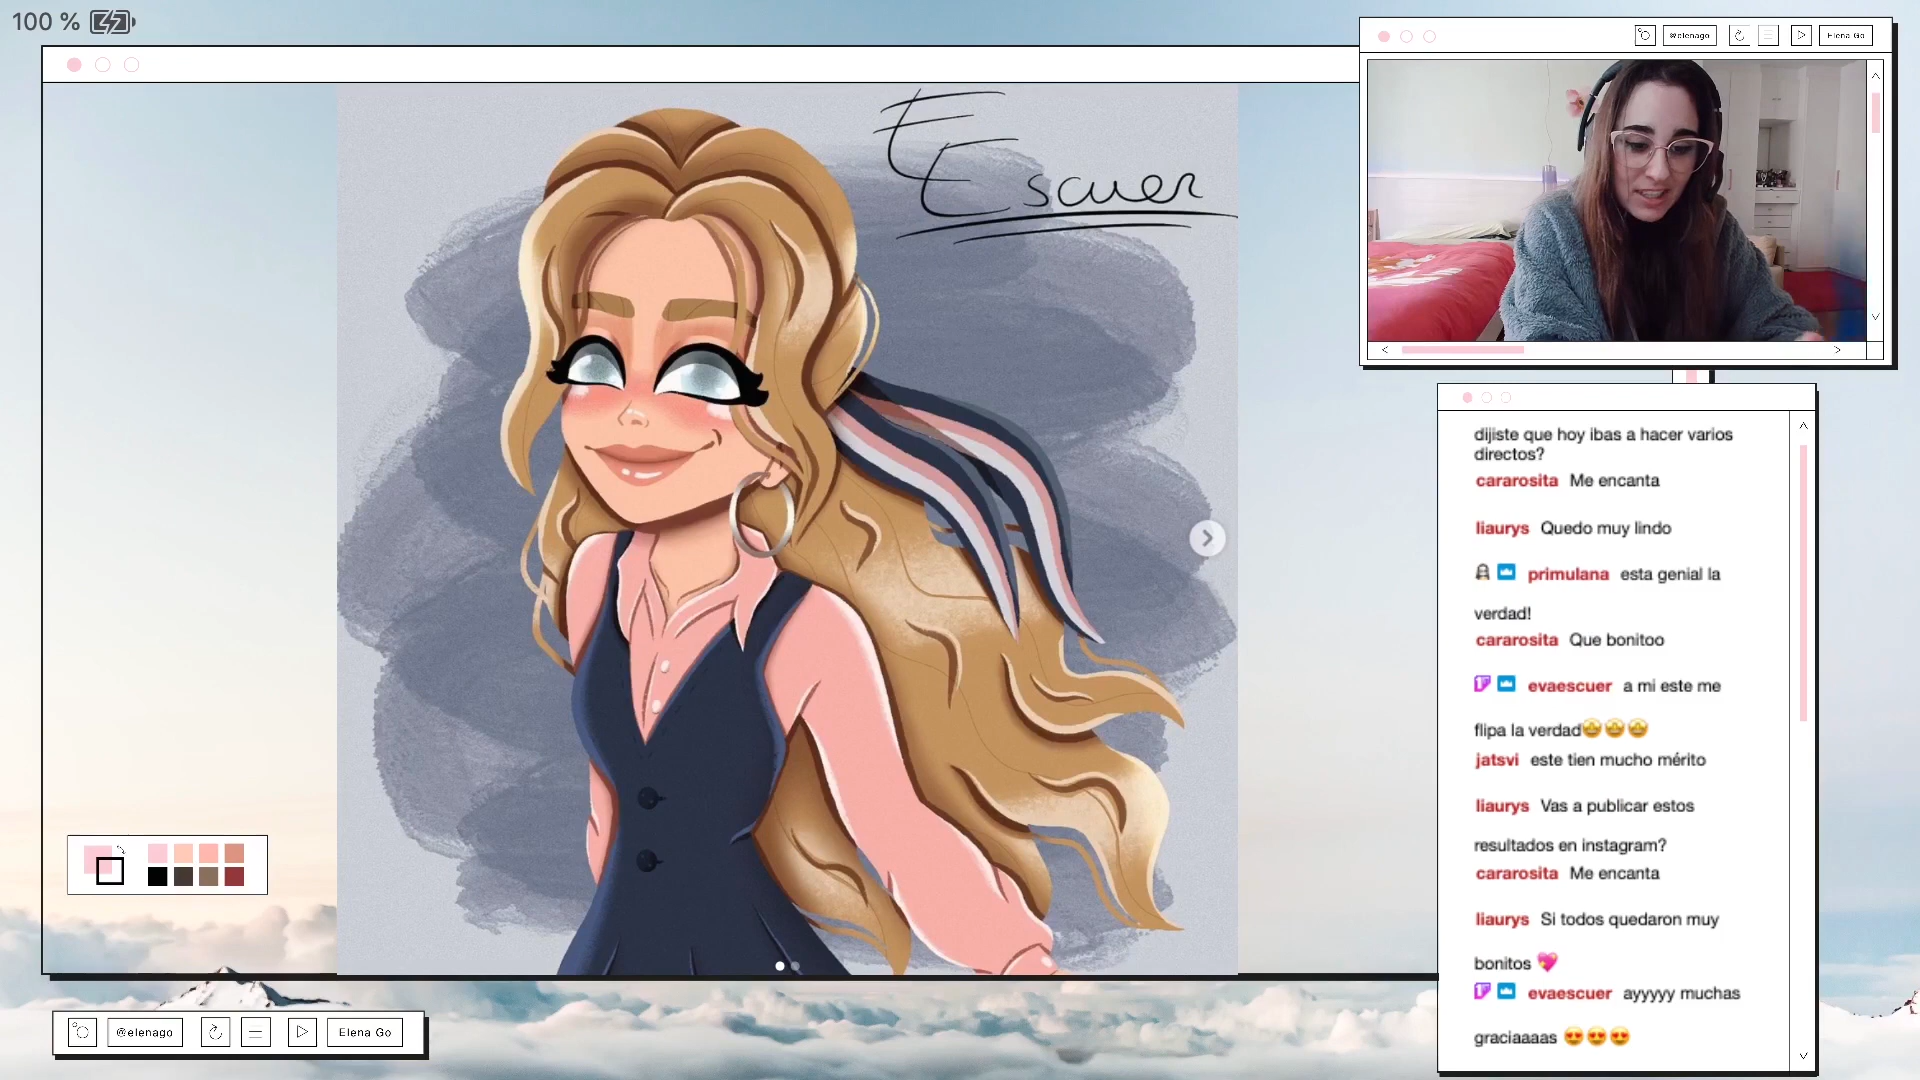 100 %
@elenago
Elena Go
E Escuer
dijiste que hoy ibas a hacer varios
directos?
cararosita Me encanta
liaurys Quedo muy lindo
primulana esta genial la
verdad!
cararosita Que bonitoo
evaescuer a mi este me
flipa la verdad🤩🤩🤩
jatsvi este tien mucho mérito
liaurys Vas a publicar estos
resultados en instagram?
cararosita Me encanta
liaurys Si todos quedaron muy
bonitos 💖
evaescuer ayyyyy muchas
graciaaaas 😍😍😍
@elenago
Elena Go